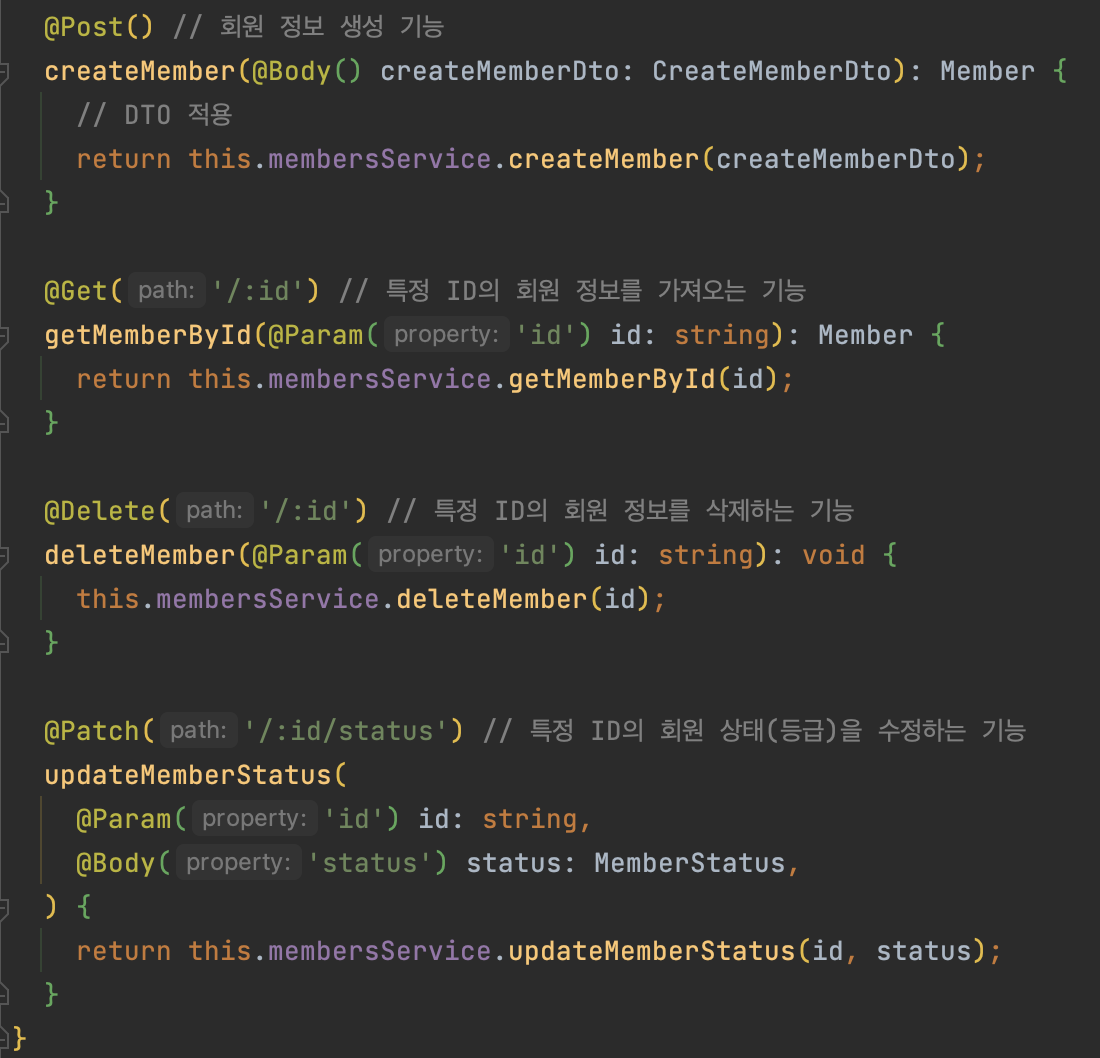 @Post() // 회원 정보 생성 기능
createMember(@Body() createMemberDto: CreateMemberDto): Member {
// DTO 적용
return this.membersService.createMember(createMemberDto);
}
@Get( path: '/:id') // 특정 ID의 회원 정보를 가져오는 기능
getMemberById(@Param( property: 'id') id: string): Member {
return this.membersService.getMemberById(id);
}
@Delete( path: '/:id') // 특정 ID의 회원 정보를 삭제하는 기능
deleteMember(@Param( property: 'id') id: string): void {
this.membersService.deleteMember(id);
}
@Patch( path: '/:id/status') // 특정 ID의 회원 상태(등급)을 수정하는 기능
updateMemberStatus(
@Param( property: 'id') id: string,
@Body( property: 'status') status: MemberStatus,
) {
return this.membersService.updateMemberStatus(id, status);
}
}